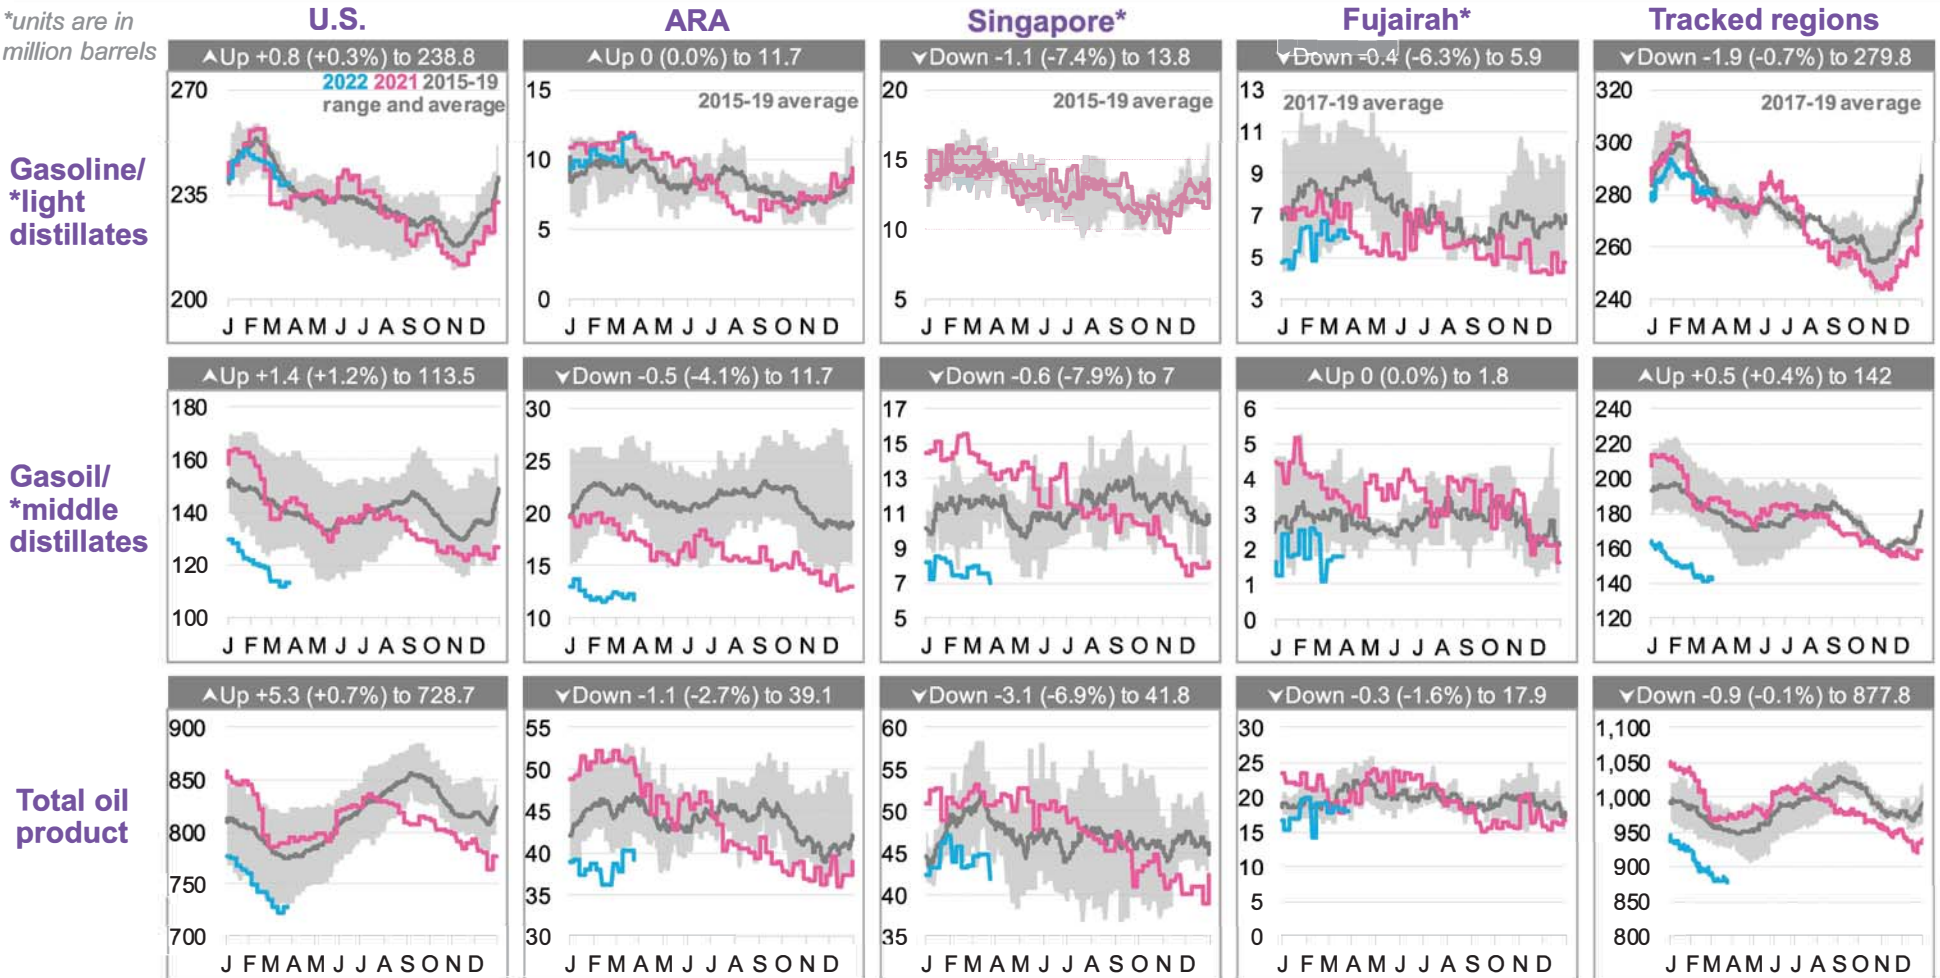 *units are in
million barrels
U.S.
ARA
Singapore*
Fujairah*
Tracked regions
Gasoline/
*light
distillates
Up +0.8 (+0.3%) to 238.8
2022 2021 2015-19
range and average
270
235
200
J F M A M J J A S O N D
Up 0 (0.0%) to 11.7
2015-19 average
15
10
5
0
J F M A M J J A S O N D
Down -1.1 (-7.4%) to 13.8
2015-19 average
20
15
10
5
J F M A M J J A S O N D
Down -0.4 (-6.3%) to 5.9
2017-19 average
13
11
9
7
5
3
J F M A M J J A S O N D
Down -1.9 (-0.7%) to 279.8
2017-19 average
320
300
280
260
240
J F M A M J J A S O N D
Gasoil/
*middle
distillates
Up +1.4 (+1.2%) to 113.5
180
160
140
120
100
J F M A M J J A S O N D
Down -0.5 (-4.1%) to 11.7
30
25
20
15
10
J F M A M J J A S O N D
Down -0.6 (-7.9%) to 7
17
15
13
11
9
7
5
J F M A M J J A S O N D
Up 0 (0.0%) to 1.8
6
5
4
3
2
1
0
J F M A M J J A S O N D
Up +0.5 (+0.4%) to 142
240
220
200
180
160
140
120
J F M A M J J A S O N D
Total oil
product
Up +5.3 (+0.7%) to 728.7
900
850
800
750
700
J F M A M J J A S O N D
Down -1.1 (-2.7%) to 39.1
55
50
45
40
35
30
J F M A M J J A S O N D
Down -3.1 (-6.9%) to 41.8
60
55
50
45
40
35
J F M A M J J A S O N D
Down -0.3 (-1.6%) to 17.9
30
25
20
15
10
5
0
J F M A M J J A S O N D
Down -0.9 (-0.1%) to 877.8
1,100
1,050
1,000
950
900
850
800
J F M A M J J A S O N D